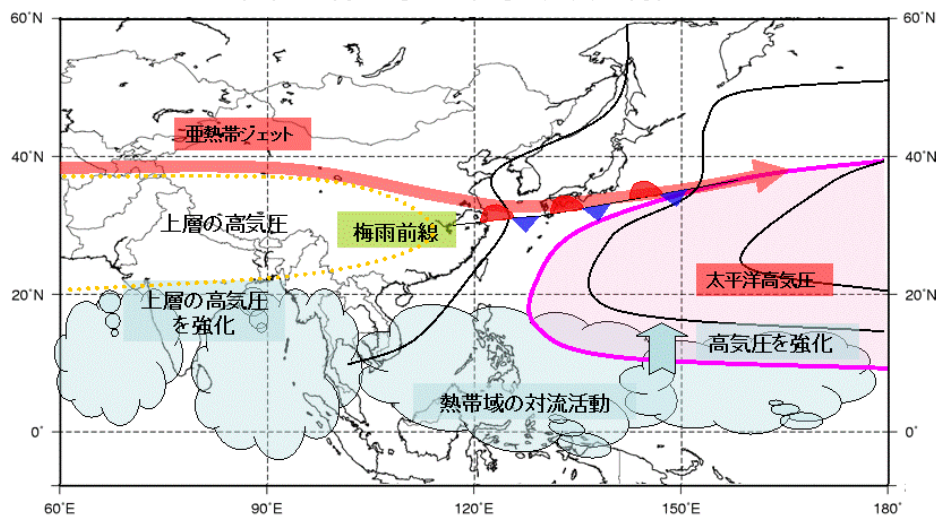 60°N
60°N
亜熱帯ジェット
40°N
40°N
上層の高気圧
梅雨前線
太平洋高気圧
20°N
20°N
上層の高気圧
を強化
高気圧を強化
熱帯域の対流活動
0°
0°
60°E
90°E
120°E
150°E
180°